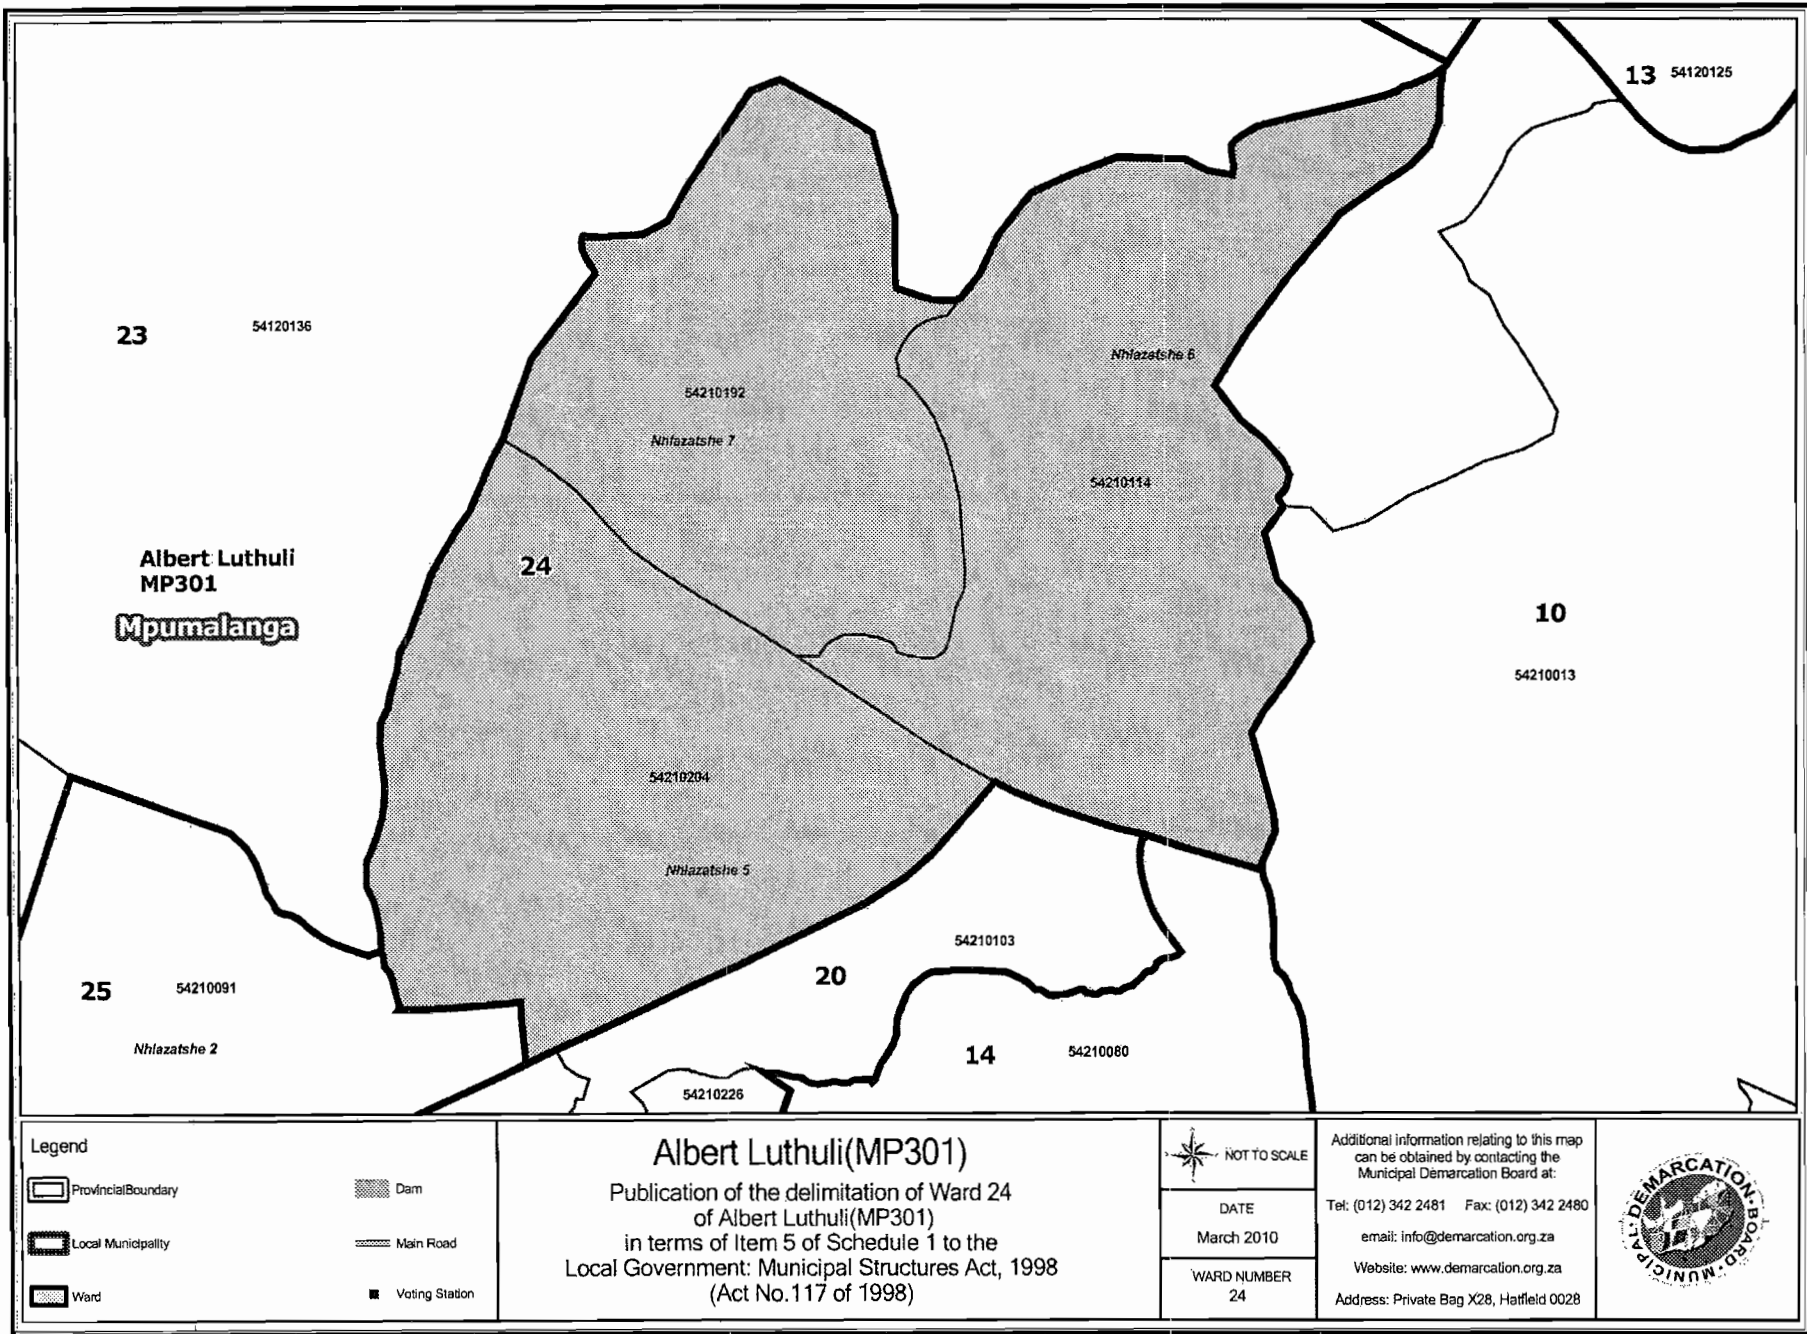 13 54120125
23 54120136
Nhlazatshe 6
54210192
Nhlazatshe 7
54210114
24
Albert Luthuli
MP301
Mpumalanga
10
54210013
54210204
Nhlazatshe 5
54210103
20
25 54210091
Nhlazatshe 2
14 54210080
54210226
Legend
ProvincialBoundary
Dam
Local Municipality
Main Road
Ward
Voting Station
Albert Luthuli(MP301)
Publication of the delimitation of Ward 24
of Albert Luthuli(MP301)
in terms of Item 5 of Schedule 1 to the
Local Government: Municipal Structures Act, 1998
(Act No.117 of 1998)
NOT TO SCALE
DATE
March 2010
WARD NUMBER
24
Additional information relating to this map
can be obtained by contacting the
Municipal Demarcation Board at:
Tel: (012) 342 2481 Fax: (012) 342 2480
email: info@demarcation.org.za
Website: www.demarcation.org.za
Address: Private Bag X28, Hatfield 0028
MUNICIPAL • DEMARCATION • BOARD •